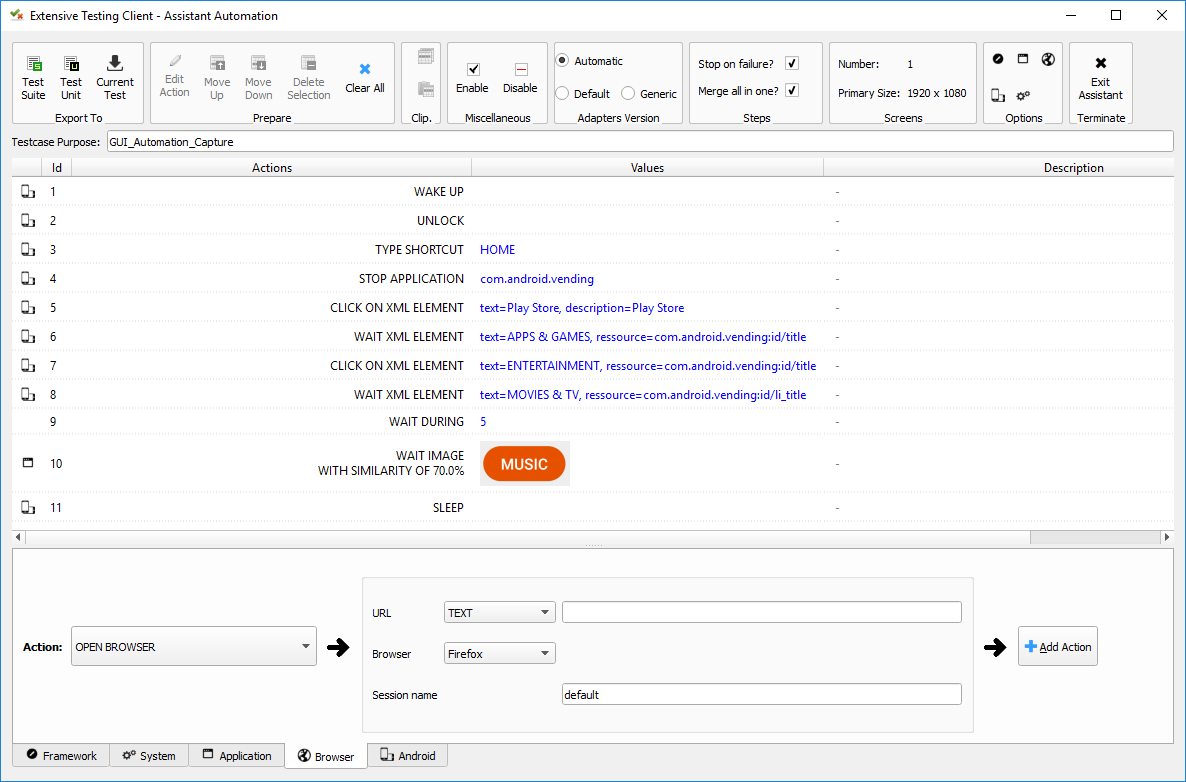 Extensive Testing Client - Assistant Automation
Test Suite
Test Unit
Current Test
Export To
Edit Action
Move Up
Move Down
Delete Selection
Clear All
Prepare
Clip.
Enable
Disable
Miscellaneous
Automatic
Default
Generic
Adapters Version
Stop on failure?
Merge all in one?
Steps
Number: 1
Primary Size: 1920 x 1080
Screens
Options
Exit Assistant
Terminate
Testcase Purpose: GUI_Automation_Capture
Id Actions Values Description
1 WAKE UP -
2 UNLOCK -
3 TYPE SHORTCUT HOME -
4 STOP APPLICATION com.android.vending -
5 CLICK ON XML ELEMENT text=Play Store, description=Play Store -
6 WAIT XML ELEMENT text=APPS & GAMES, ressource=com.android.vending:id/title -
7 CLICK ON XML ELEMENT text=ENTERTAINMENT, ressource=com.android.vending:id/title -
8 WAIT XML ELEMENT text=MOVIES & TV, ressource=com.android.vending:id/li_title -
9 WAIT DURING 5 -
10 WAIT IMAGE
WITH SIMILARITY OF 70.0% MUSIC -
11 SLEEP -
Action: OPEN BROWSER
URL TEXT
Browser Firefox
Session name default
Add Action
Framework System Application Browser Android